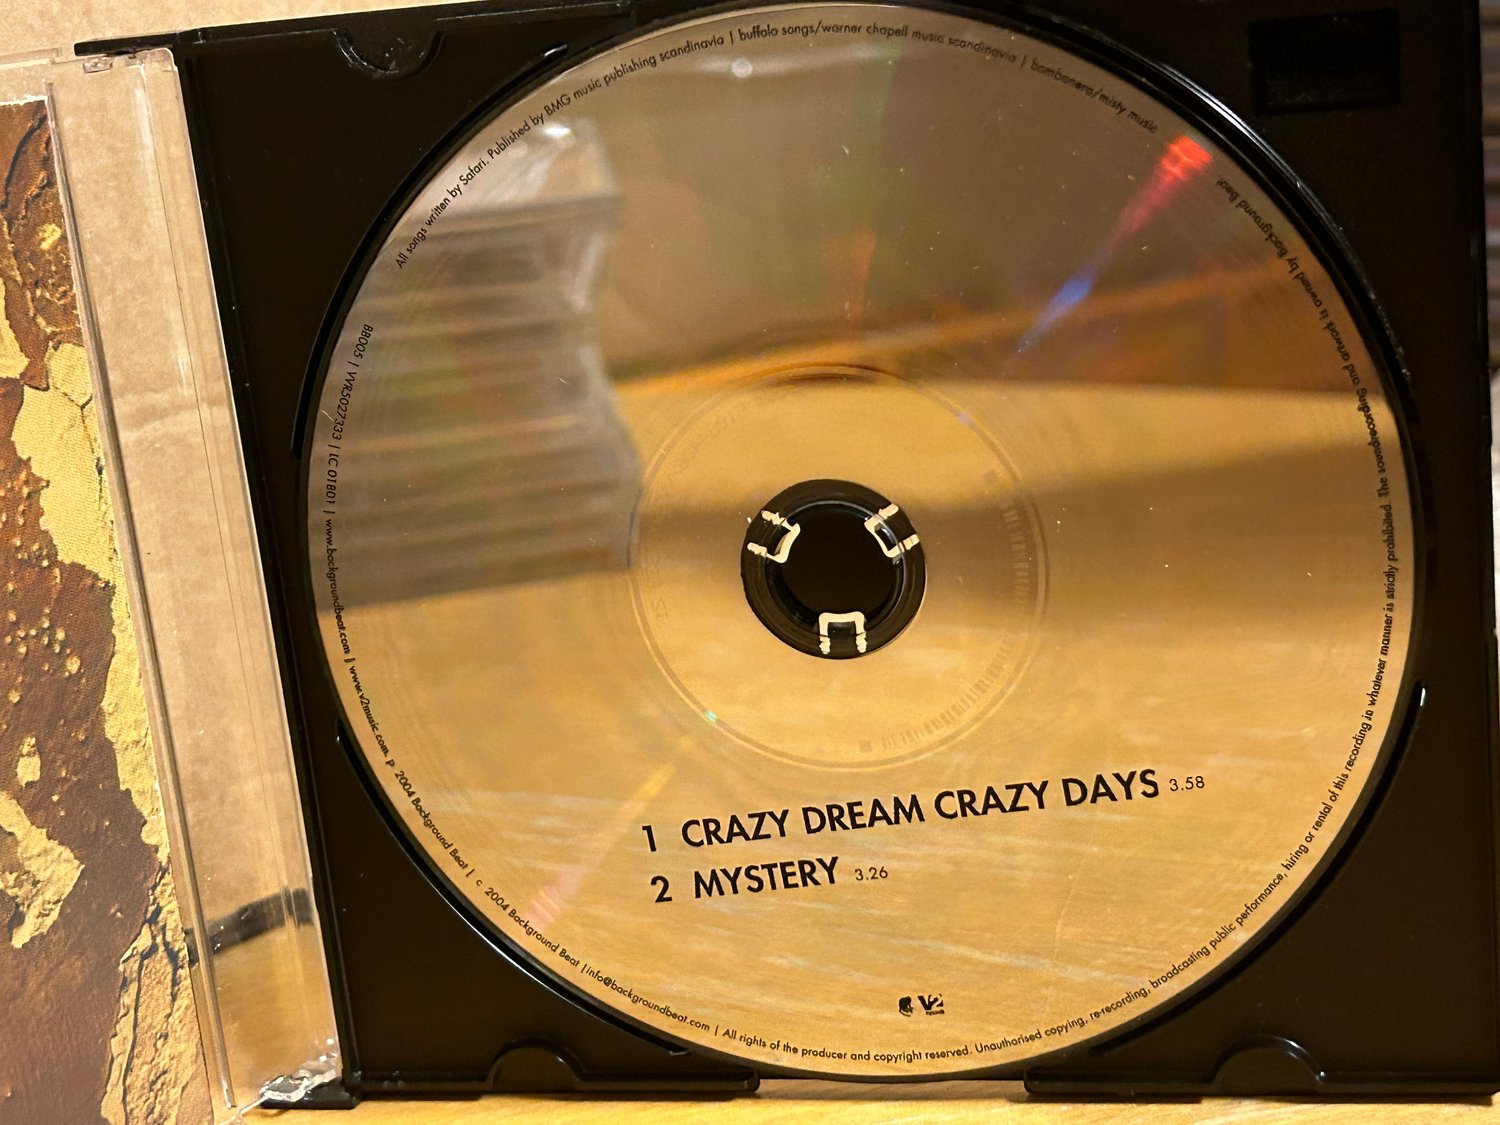 All songs written by Safari. Published by BMG music publishing scandinavia | buffalo songs/warner chapell music scandinavia | bambonera/misty music
BB005 | VVR5027333 | LC 01801 | www.backgroundbeat.com | www.v2music.com. p 2004 Background Beat | c 2004 Background Beat | info@backgroundbeat.com | All rights of the producer and copyright reserved. Unauthorised copying, re-recording, broadcasting public performance, hiring or rental of this recording in whatever manner is strictly prohibited. The soundrecording and artwork is owned by Background Beat
1 CRAZY DREAM CRAZY DAYS 3.58
2 MYSTERY 3.26
V2